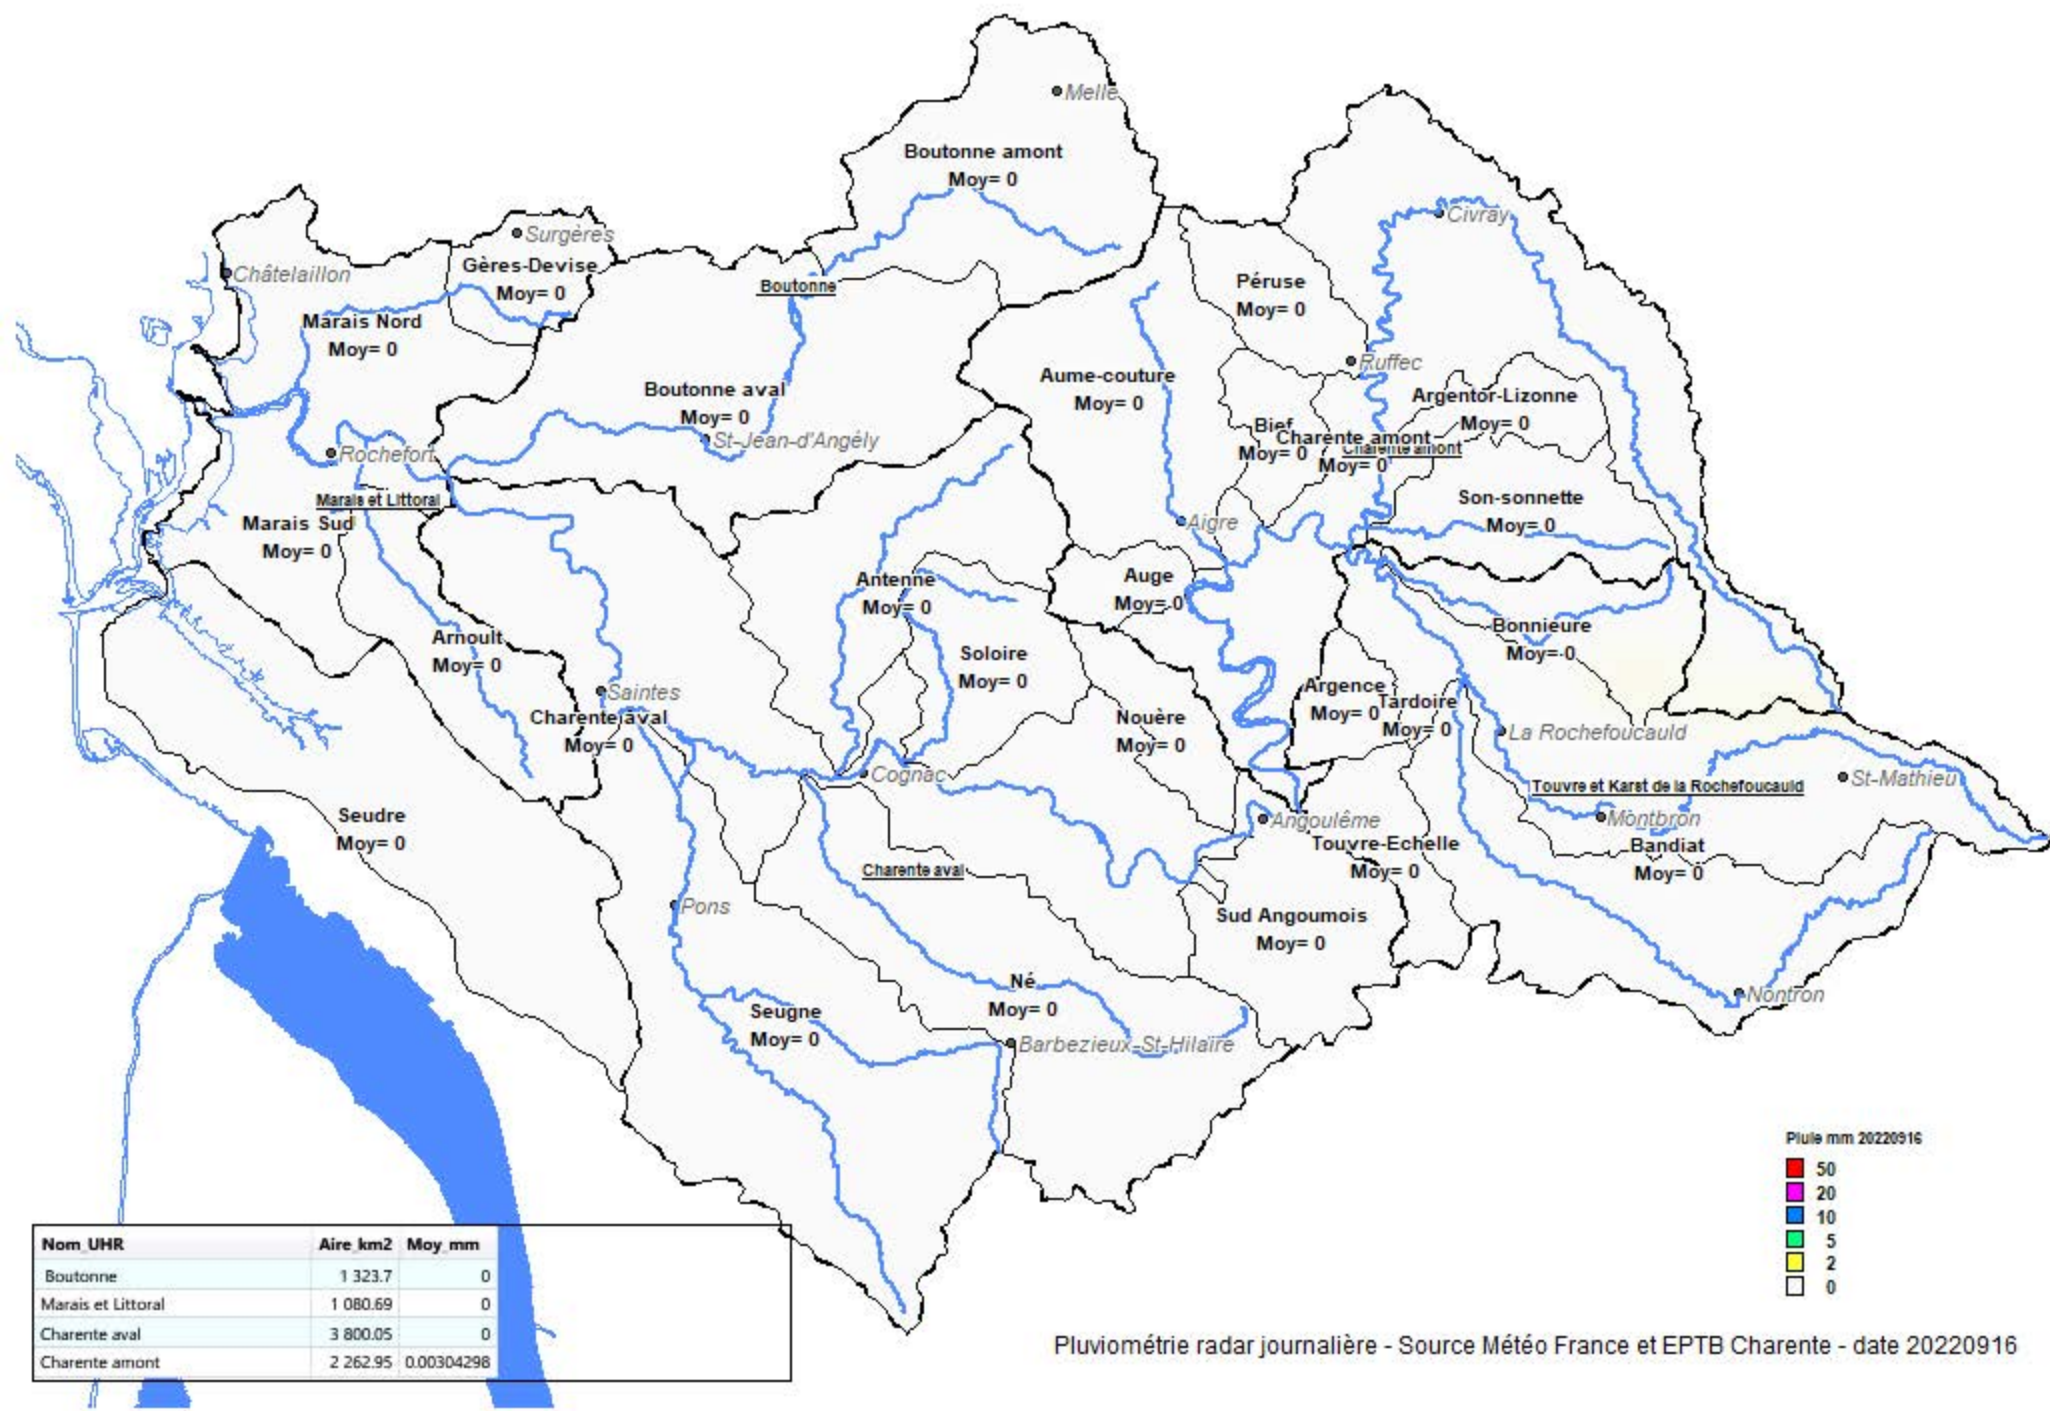 Melle
Boutonne amont
Moy= 0
Civray
Surgères
Châtelaillon
Gères-Devise
Moy= 0
Boutonne
Péruse
Moy= 0
Marais Nord
Moy= 0
Ruffec
Aume-couture
Moy= 0
Boutonne aval
Moy= 0
Argentor-Lizonne
Moy= 0
St-Jean-d'Angély
Bief
Moy= 0
Charente amont
Moy= 0
Charente amont
Rochefort
Marais et Littoral
Son-sonnette
Moy= 0
Marais Sud
Moy= 0
Aigre
Antenne
Moy= 0
Auge
Moy= 0
Bonnieure
Moy= 0
Arnoult
Moy= 0
Soloire
Moy= 0
Saintes
Argence
Moy= 0
Tardoire
Moy= 0
Charente aval
Moy= 0
Nouère
Moy= 0
La Rochefoucauld
Cognac
Touvre et Karst de la Rochefoucauld
St-Mathieu
Seudre
Moy= 0
Angoulême
Montbron
Touvre-Echelle
Moy= 0
Bandiat
Moy= 0
Charente aval
Pons
Sud Angoumois
Moy= 0
Né
Moy= 0
Nontron
Seugne
Moy= 0
Barbezieux-St-Hilaire
Pluie mm 20220916
50
20
10
5
2
0
Nom_UHR Aire_km2 Moy_mm
Boutonne 1 323.7 0
Marais et Littoral 1 080.69 0
Charente aval 3 800.05 0
Charente amont 2 262.95 0.00304298
Pluviométrie radar journalière - Source Météo France et EPTB Charente - date 20220916